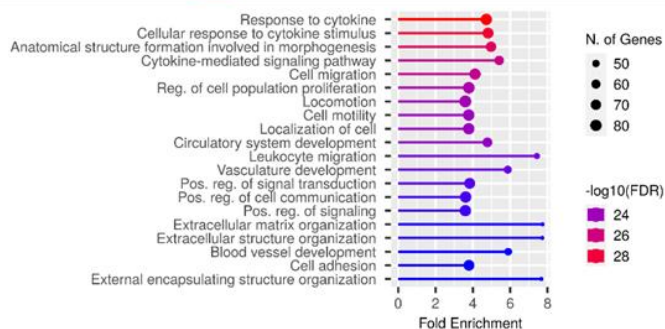 Response to cytokine
Cellular response to cytokine stimulus
Anatomical structure formation involved in morphogenesis
Cytokine-mediated signaling pathway
Cell migration
Reg. of cell population proliferation
Locomotion
Cell motility
Localization of cell
Circulatory system development
Leukocyte migration
Vasculature development
Pos. reg. of signal transduction
Pos. reg. of cell communication
Pos. reg. of signaling
Extracellular matrix organization
Extracellular structure organization
Blood vessel development
Cell adhesion
External encapsulating structure organization
0 2 4 6 8
Fold Enrichment
N. of Genes
50
60
70
80
-log10(FDR)
24
26
28